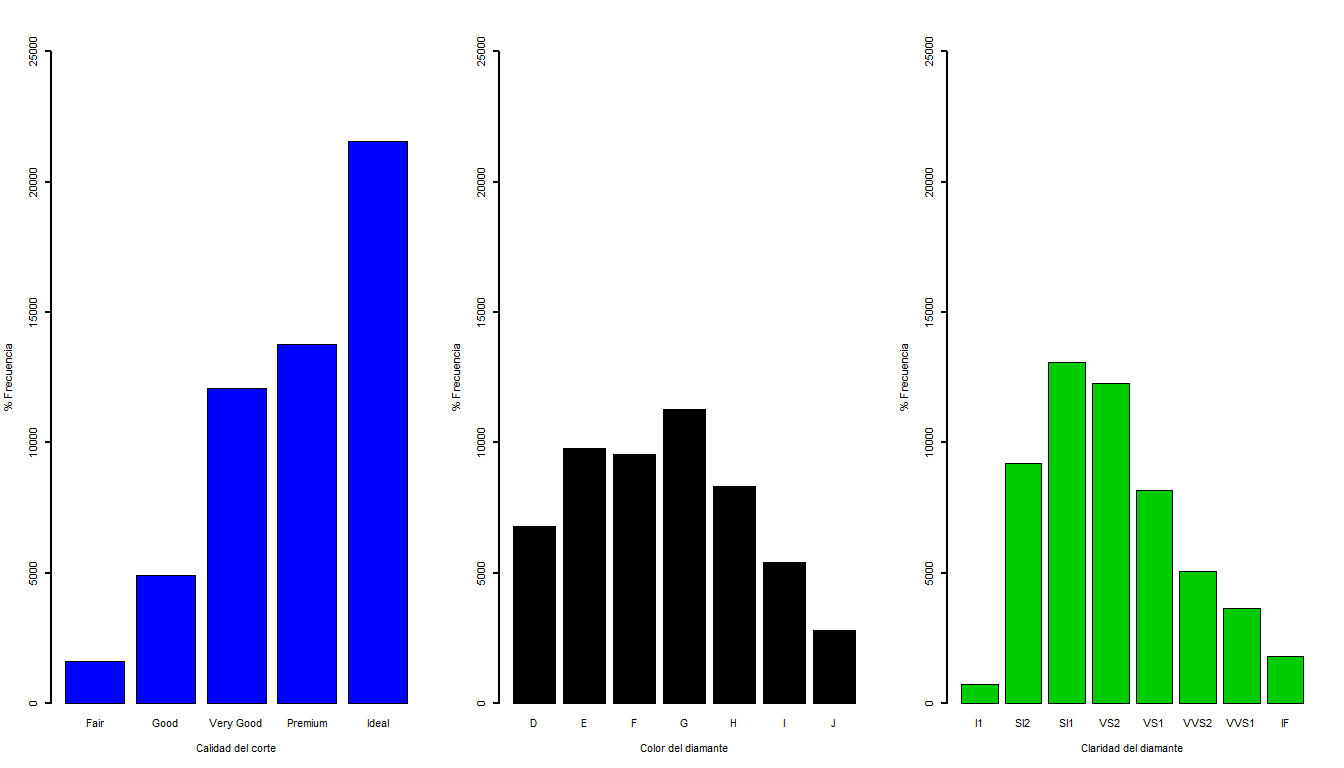 % Frecuencia
25000
20000
15000
10000
5000
0
Fair Good Very Good Premium Ideal
Calidad del corte
% Frecuencia
25000
20000
15000
10000
5000
0
D E F G H I J
Color del diamante
% Frecuencia
25000
20000
15000
10000
5000
0
I1 SI2 SI1 VS2 VS1 VVS2 VVS1 IF
Claridad del diamante